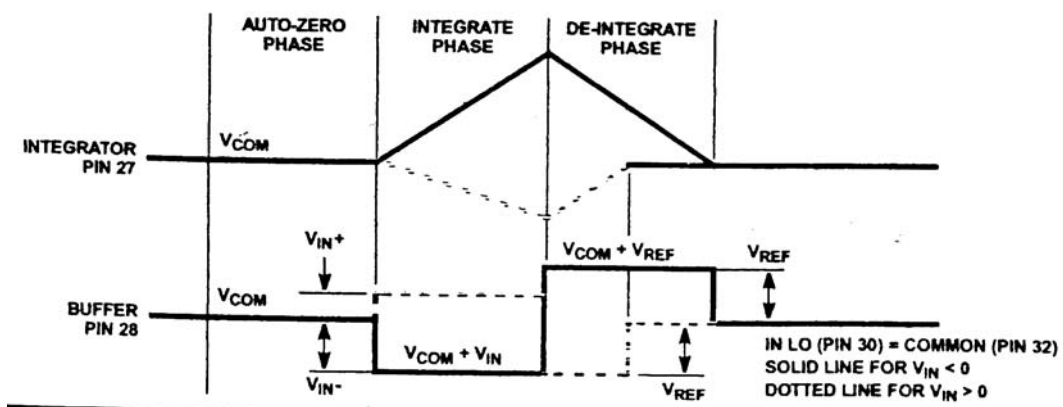 AUTO-ZERO
PHASE
INTEGRATE
PHASE
DE-INTEGRATE
PHASE
INTEGRATOR
PIN 27
VCOM
VIN+
VCOM + VREF
VREF
BUFFER
PIN 28
VCOM
VCOM + VIN
VIN-
VREF
IN LO (PIN 30) = COMMON (PIN 32)
SOLID LINE FOR VIN < 0
DOTTED LINE FOR VIN > 0